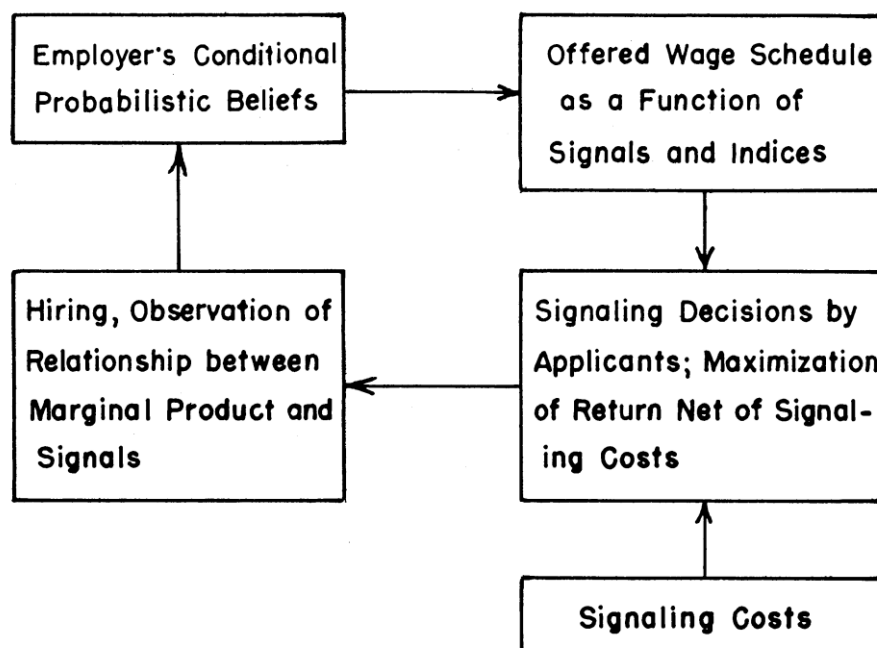 Employer's Conditional
Probabilistic Beliefs
Offered Wage Schedule
as a Function of
Signals and Indices
Hiring, Observation of
Relationship between
Marginal Product and
Signals
Signaling Decisions by
Applicants; Maximization
of Return Net of Signal-
ing Costs
Signaling Costs